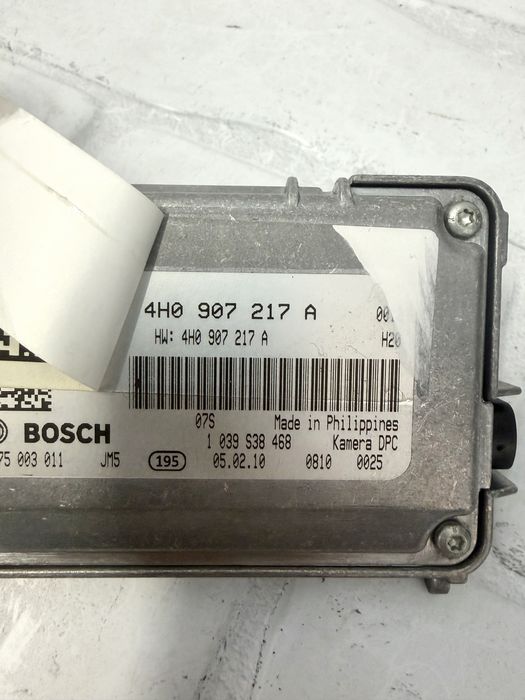 4H0 907 217 A
HW: 4H0 907 217 A H20
07S Made in Philippines
BOSCH 1 039 S38 468 Kamera DPC
75 003 011 JM5 195 05.02.10 0810 0025